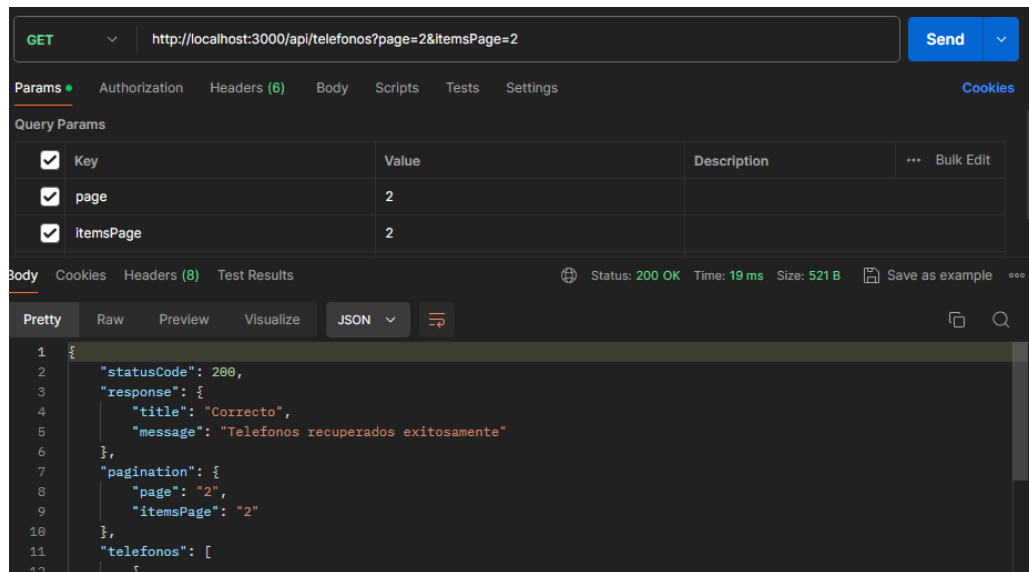 GET http://localhost:3000/api/telefonos?page=2&itemsPage=2 Send
Params Authorization Headers (6) Body Scripts Tests Settings Cookies
Query Params
Key Value Description ••• Bulk Edit
page 2
itemsPage 2
Body Cookies Headers (8) Test Results Status: 200 OK Time: 19 ms Size: 521 B Save as example
Pretty Raw Preview Visualize JSON
1 {
2 "statusCode": 200,
3 "response": {
4 "title": "Correcto",
5 "message": "Telefonos recuperados exitosamente"
6 },
7 "pagination": {
8 "page": "2",
9 "itemsPage": "2"
10 },
11 "telefonos": [
12 {